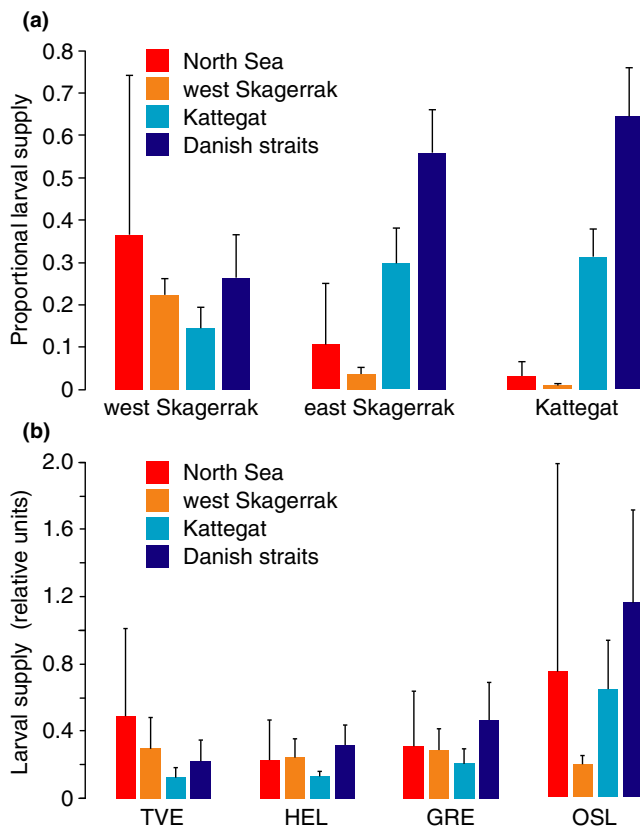 (a)
0.8
0.7
0.6
0.5
0.4
0.3
0.2
0.1
0
Proportional larval supply
North Sea
west Skagerrak
Kattegat
Danish straits
west Skagerrak east Skagerrak Kattegat
(b)
2.0
1.6
1.2
0.8
0.4
0
Larval supply (relative units)
North Sea
west Skagerrak
Kattegat
Danish straits
TVE HEL GRE OSL